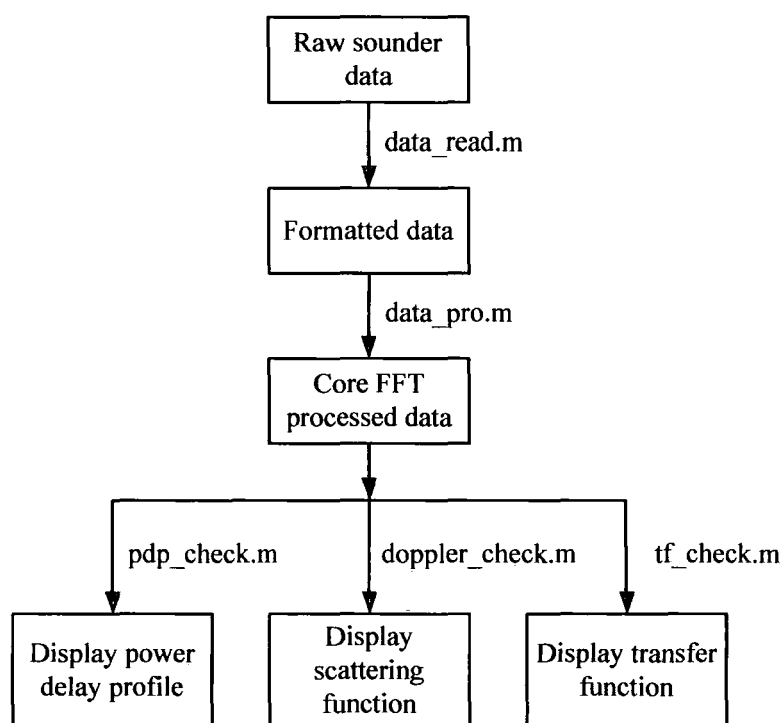 Raw sounder
data
data_read.m
Formatted data
data_pro.m
Core FFT
processed data
pdp_check.m
doppler_check.m
tf_check.m
Display power
delay profile
Display
scattering
function
Display transfer
function